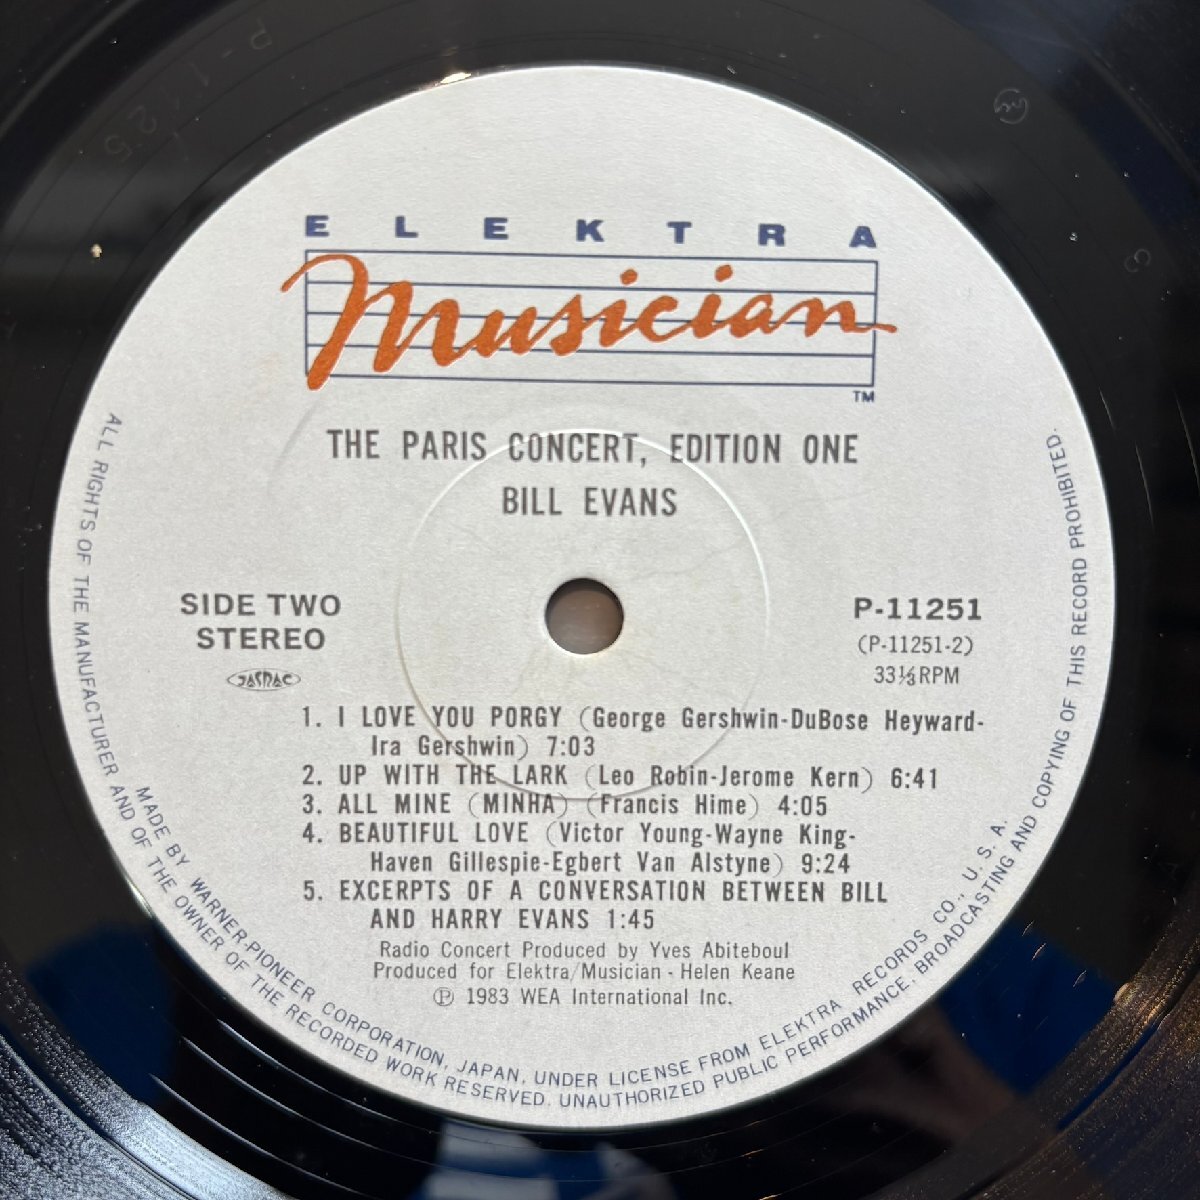 ELEKTRA
Musician
TM
THE PARIS CONCERT, EDITION ONE
BILL EVANS
SIDE TWO
STEREO
JASRAC
P-11251
(P-11251-2)
33⅓RPM
1. I LOVE YOU PORGY (George Gershwin-DuBose Heyward-
Ira Gershwin) 7:03
2. UP WITH THE LARK (Leo Robin-Jerome Kern) 6:41
3. ALL MINE (MINHA) (Francis Hime) 4:05
4. BEAUTIFUL LOVE (Victor Young-Wayne King-
Haven Gillespie-Egbert Van Alstyne) 9:24
5. EXCERPTS OF A CONVERSATION BETWEEN BILL
AND HARRY EVANS 1:45
Radio Concert Produced by Yves Abiteboul
Produced for Elektra/Musician - Helen Keane
℗ 1983 WEA International Inc.
MADE BY WARNER-PIONEER CORPORATION, JAPAN, UNDER LICENSE FROM ELEKTRA RECORDS CO., U. S. A.
ALL RIGHTS OF THE MANUFACTURER AND OF THE OWNER OF THE RECORDED WORK RESERVED. UNAUTHORIZED PUBLIC PERFORMANCE, BROADCASTING AND COPYING OF THIS RECORD PROHIBITED.